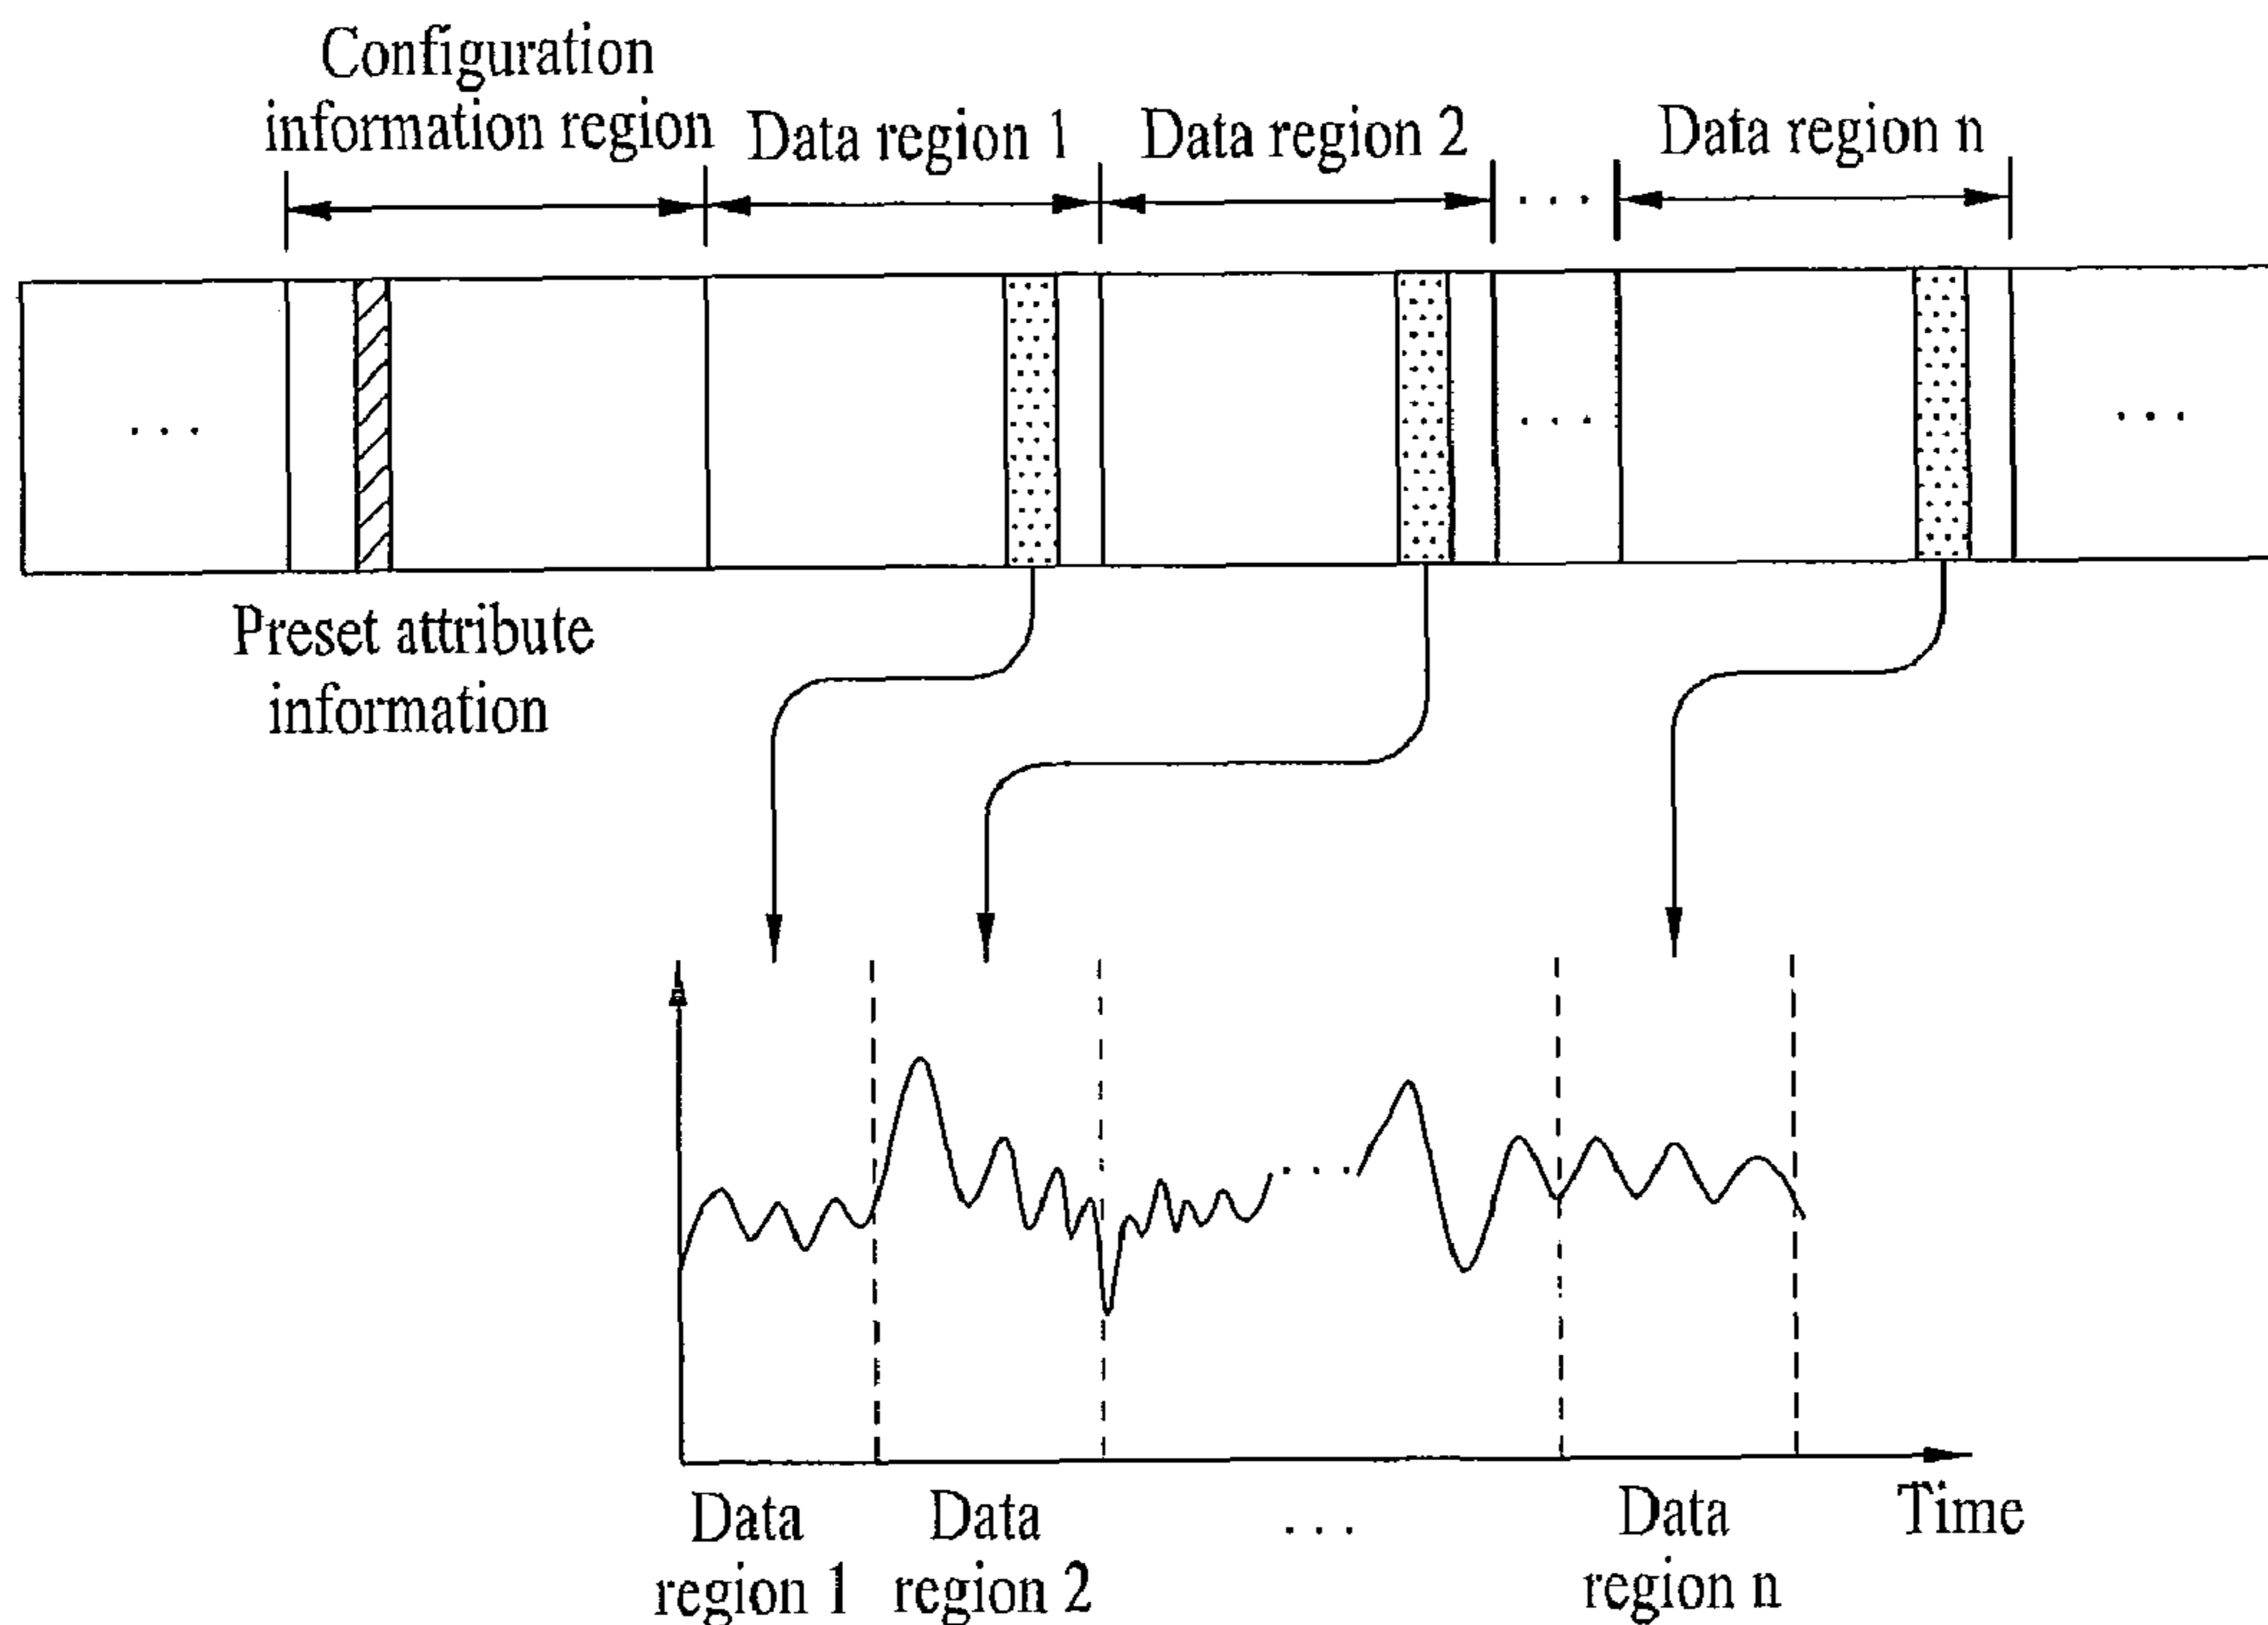 Configuration
information region
Data region 1
Data region 2
...
Data region n
...
...
...
Preset attribute
information
....
Data
region 1
Data
region 2
...
Data
region n
Time